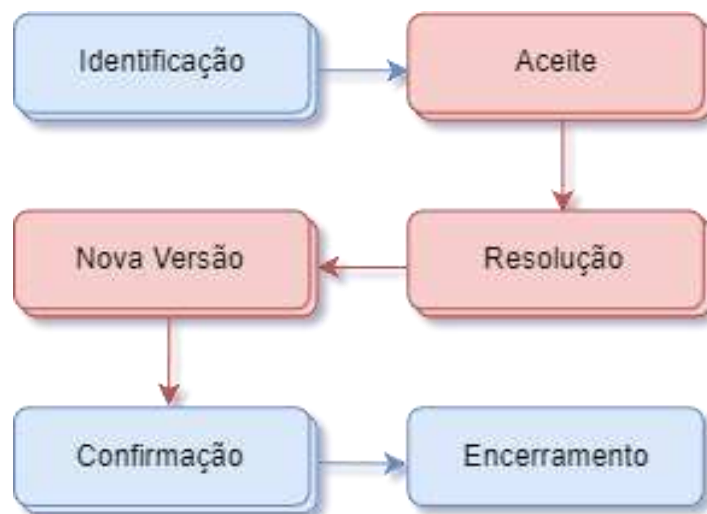 Identificação
Aceite
Nova Versão
Resolução
Confirmação
Encerramento